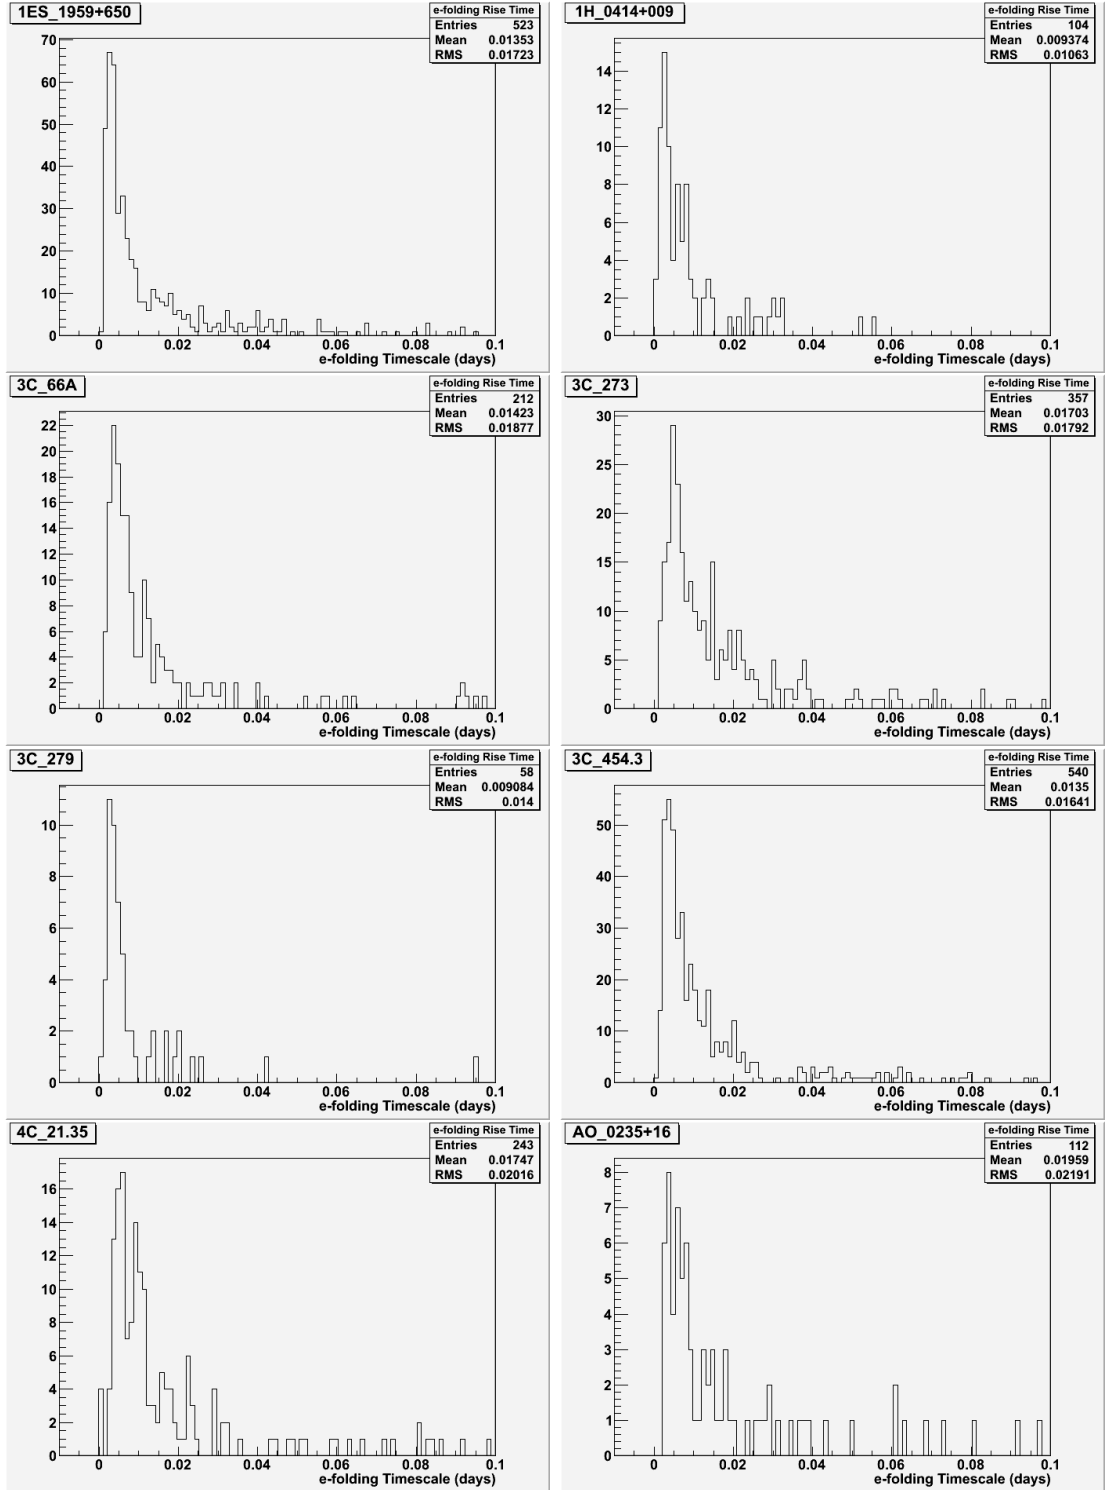 1ES_1959+650
e-folding Rise Time
Entries 523
Mean 0.01353
RMS 0.01723
70
60
50
40
30
20
10
0
0 0.02 0.04 0.06 0.08 0.1
e-folding Timescale (days)
1H_0414+009
e-folding Rise Time
Entries 104
Mean 0.009374
RMS 0.01063
14
12
10
8
6
4
2
0
0 0.02 0.04 0.06 0.08 0.1
e-folding Timescale (days)
3C_66A
e-folding Rise Time
Entries 212
Mean 0.01423
RMS 0.01877
22
20
18
16
14
12
10
8
6
4
2
0
0 0.02 0.04 0.06 0.08 0.1
e-folding Timescale (days)
3C_273
e-folding Rise Time
Entries 357
Mean 0.01703
RMS 0.01792
30
25
20
15
10
5
0
0 0.02 0.04 0.06 0.08 0.1
e-folding Timescale (days)
3C_279
e-folding Rise Time
Entries 58
Mean 0.009084
RMS 0.014
10
8
6
4
2
0
0 0.02 0.04 0.06 0.08 0.1
e-folding Timescale (days)
3C_454.3
e-folding Rise Time
Entries 540
Mean 0.0135
RMS 0.01641
50
40
30
20
10
0
0 0.02 0.04 0.06 0.08 0.1
e-folding Timescale (days)
4C_21.35
e-folding Rise Time
Entries 243
Mean 0.01747
RMS 0.02016
16
14
12
10
8
6
4
2
0
0 0.02 0.04 0.06 0.08 0.1
e-folding Timescale (days)
AO_0235+16
e-folding Rise Time
Entries 112
Mean 0.01959
RMS 0.02191
8
7
6
5
4
3
2
1
0
0 0.02 0.04 0.06 0.08 0.1
e-folding Timescale (days)